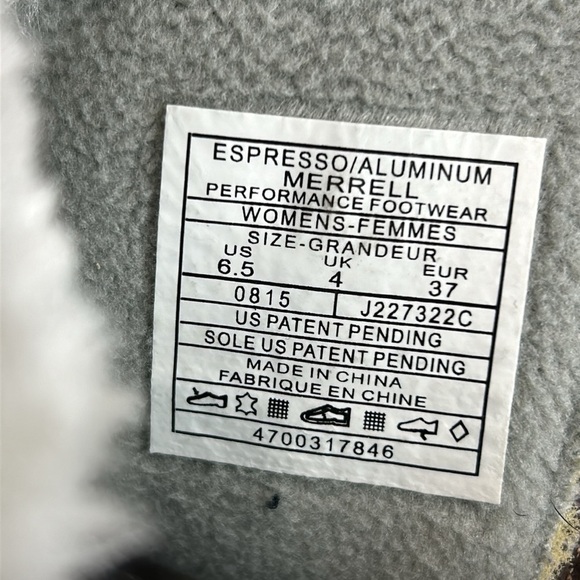 ESPRESSO/ALUMINUM
MERRELL
PERFORMANCE FOOTWEAR
WOMENS-FEMMES
SIZE-GRANDEUR
US UK EUR
6.5 4 37
0815 J227322C
US PATENT PENDING
SOLE US PATENT PENDING
MADE IN CHINA
FABRIQUE EN CHINE
4700317846